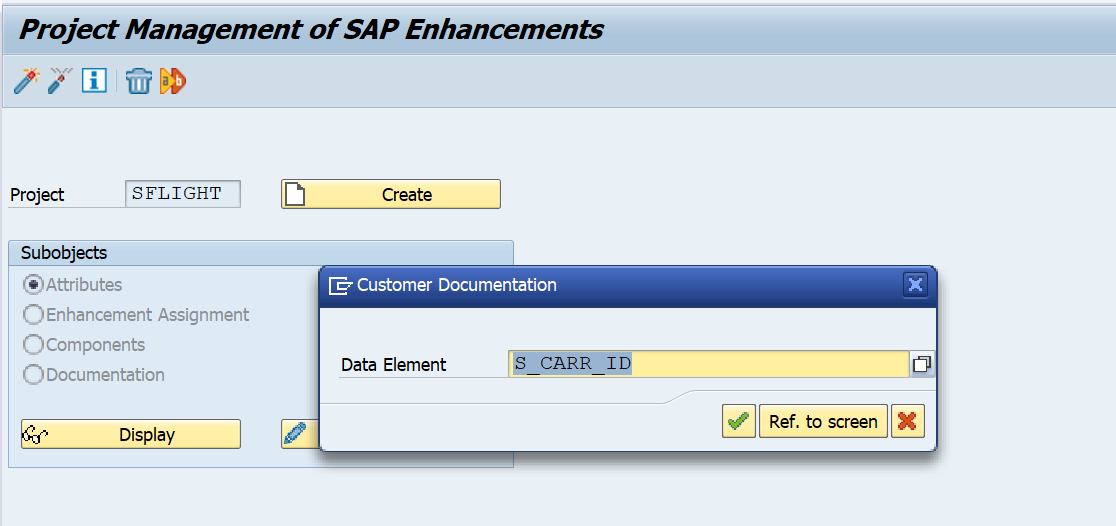 Project Management of SAP Enhancements
Project SFLIGHT Create
Subobjects
Attributes
Enhancement Assignment
Components
Documentation
Display
Customer Documentation
Data Element S_CARR_ID
Ref. to screen